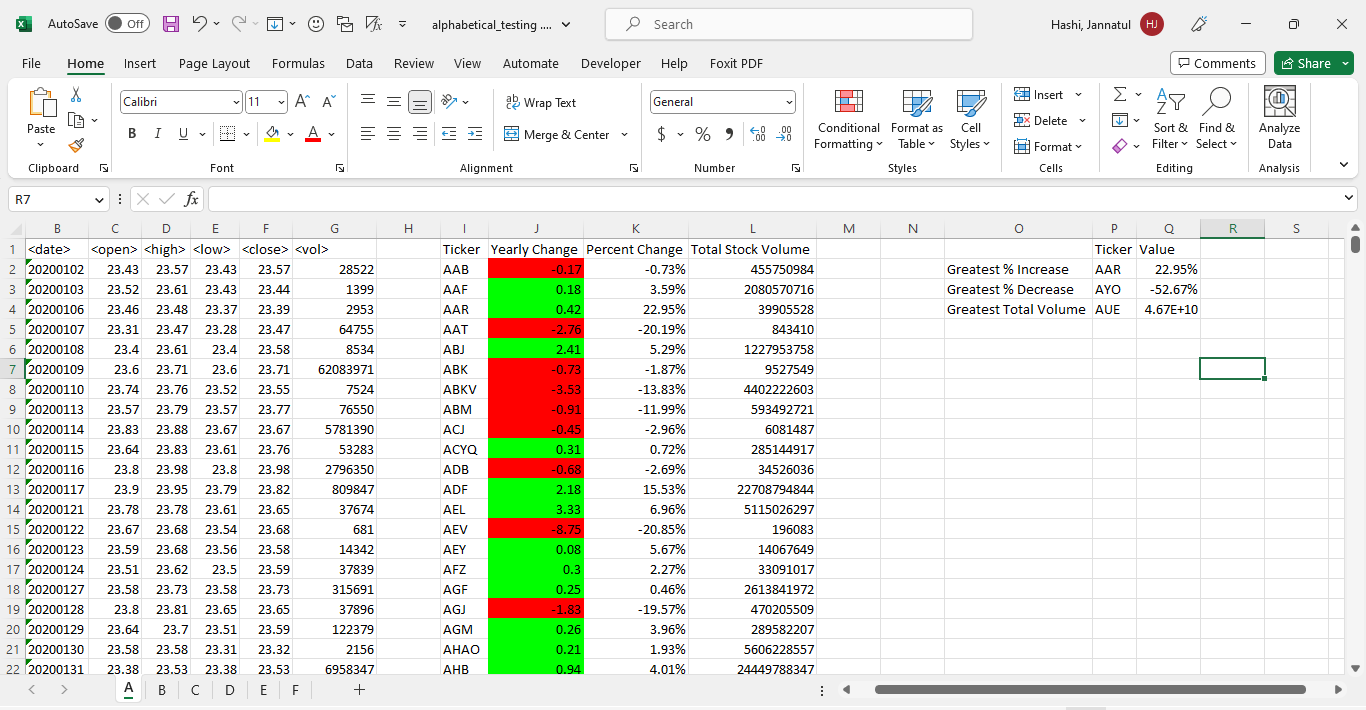 AutoSave Off alphabetical_testing .... Search Hashi, Jannatul HJ
File Home Insert Page Layout Formulas Data Review View Automate Developer Help Foxit PDF Comments Share
Calibri 11 ab Wrap Text General Insert Σ
Paste B I U A Merge & Center $ % 9 Conditional Formatting Format as Table Cell Styles Delete Format Sort & Filter Find & Select Analyze Data
Clipboard Font Alignment Number Styles Cells Editing Analysis
R7 fx
B C D E F G H I J K L M N O P Q R S
1 <date> <open> <high> <low> <close> <vol> Ticker Yearly Change Percent Change Total Stock Volume Ticker Value
2 20200102 23.43 23.57 23.43 23.57 28522 AAB -0.17 -0.73% 455750984 Greatest % Increase AAR 22.95%
3 20200103 23.52 23.61 23.43 23.44 1399 AAF 0.18 3.59% 2080570716 Greatest % Decrease AYO -52.67%
4 20200106 23.46 23.48 23.37 23.39 2953 AAR 0.42 22.95% 39905528 Greatest Total Volume AUE 4.67E+10
5 20200107 23.31 23.47 23.28 23.47 64755 AAT -2.76 -20.19% 843410
6 20200108 23.4 23.61 23.4 23.58 8534 ABJ 2.41 5.29% 1227953758
7 20200109 23.6 23.71 23.6 23.71 62083971 ABK -0.73 -1.87% 9527549
8 20200110 23.74 23.76 23.52 23.55 7524 ABKV -3.53 -13.83% 4402222603
9 20200113 23.57 23.79 23.57 23.77 76550 ABM -0.91 -11.99% 593492721
10 20200114 23.83 23.88 23.67 23.67 5781390 ACJ -0.45 -2.96% 6081487
11 20200115 23.64 23.83 23.61 23.76 53283 ACYQ 0.31 0.72% 285144917
12 20200116 23.8 23.98 23.8 23.98 2796350 ADB -0.68 -2.69% 34526036
13 20200117 23.9 23.95 23.79 23.82 809847 ADF 2.18 15.53% 22708794844
14 20200121 23.78 23.78 23.61 23.65 37674 AEL 3.33 6.96% 5115026297
15 20200122 23.67 23.68 23.54 23.68 681 AEV -8.75 -20.85% 196083
16 20200123 23.59 23.68 23.56 23.58 14342 AEY 0.08 5.67% 14067649
17 20200124 23.51 23.62 23.5 23.59 37839 AFZ 0.3 2.27% 33091017
18 20200127 23.58 23.73 23.58 23.73 315691 AGF 0.25 0.46% 2613841972
19 20200128 23.8 23.81 23.65 23.65 37896 AGJ -1.83 -19.57% 470205509
20 20200129 23.64 23.7 23.51 23.59 122379 AGM 0.26 3.96% 289582207
21 20200130 23.58 23.58 23.31 23.32 2156 AHAO 0.21 1.93% 5606228557
22 20200131 23.38 23.53 23.38 23.53 6958347 AHB 0.94 4.01% 24449788347
A B C D E F